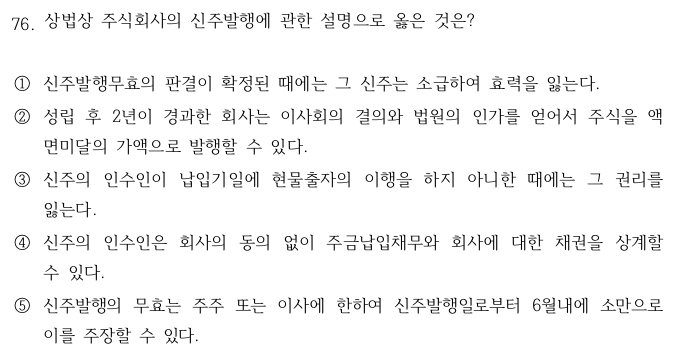 76. 상법상 주식회사의 신주발행에 관한 설명으로 옳은 것은?
① 신주발행무효의 판결이 확정된 때에는 그 신주는 소급하여 효력을 잃는다.
② 성립 후 2년이 경과한 회사는 이사회의 결의와 법원의 인가를 얻어서 주식을 액
면미달의 가액으로 발행할 수 있다.
③ 신주의 인수인이 납입기일에 현물출자의 이행을 하지 아니한 때에는 그 권리를
잃는다.
④ 신주의 인수인은 회사의 동의 없이 주금납입채무와 회사에 대한 채권을 상계할
수 있다.
⑤ 신주발행의 무효는 주주 또는 이사에 한하여 신주발행일로부터 6월내에 소만으로
이를 주장할 수 있다.